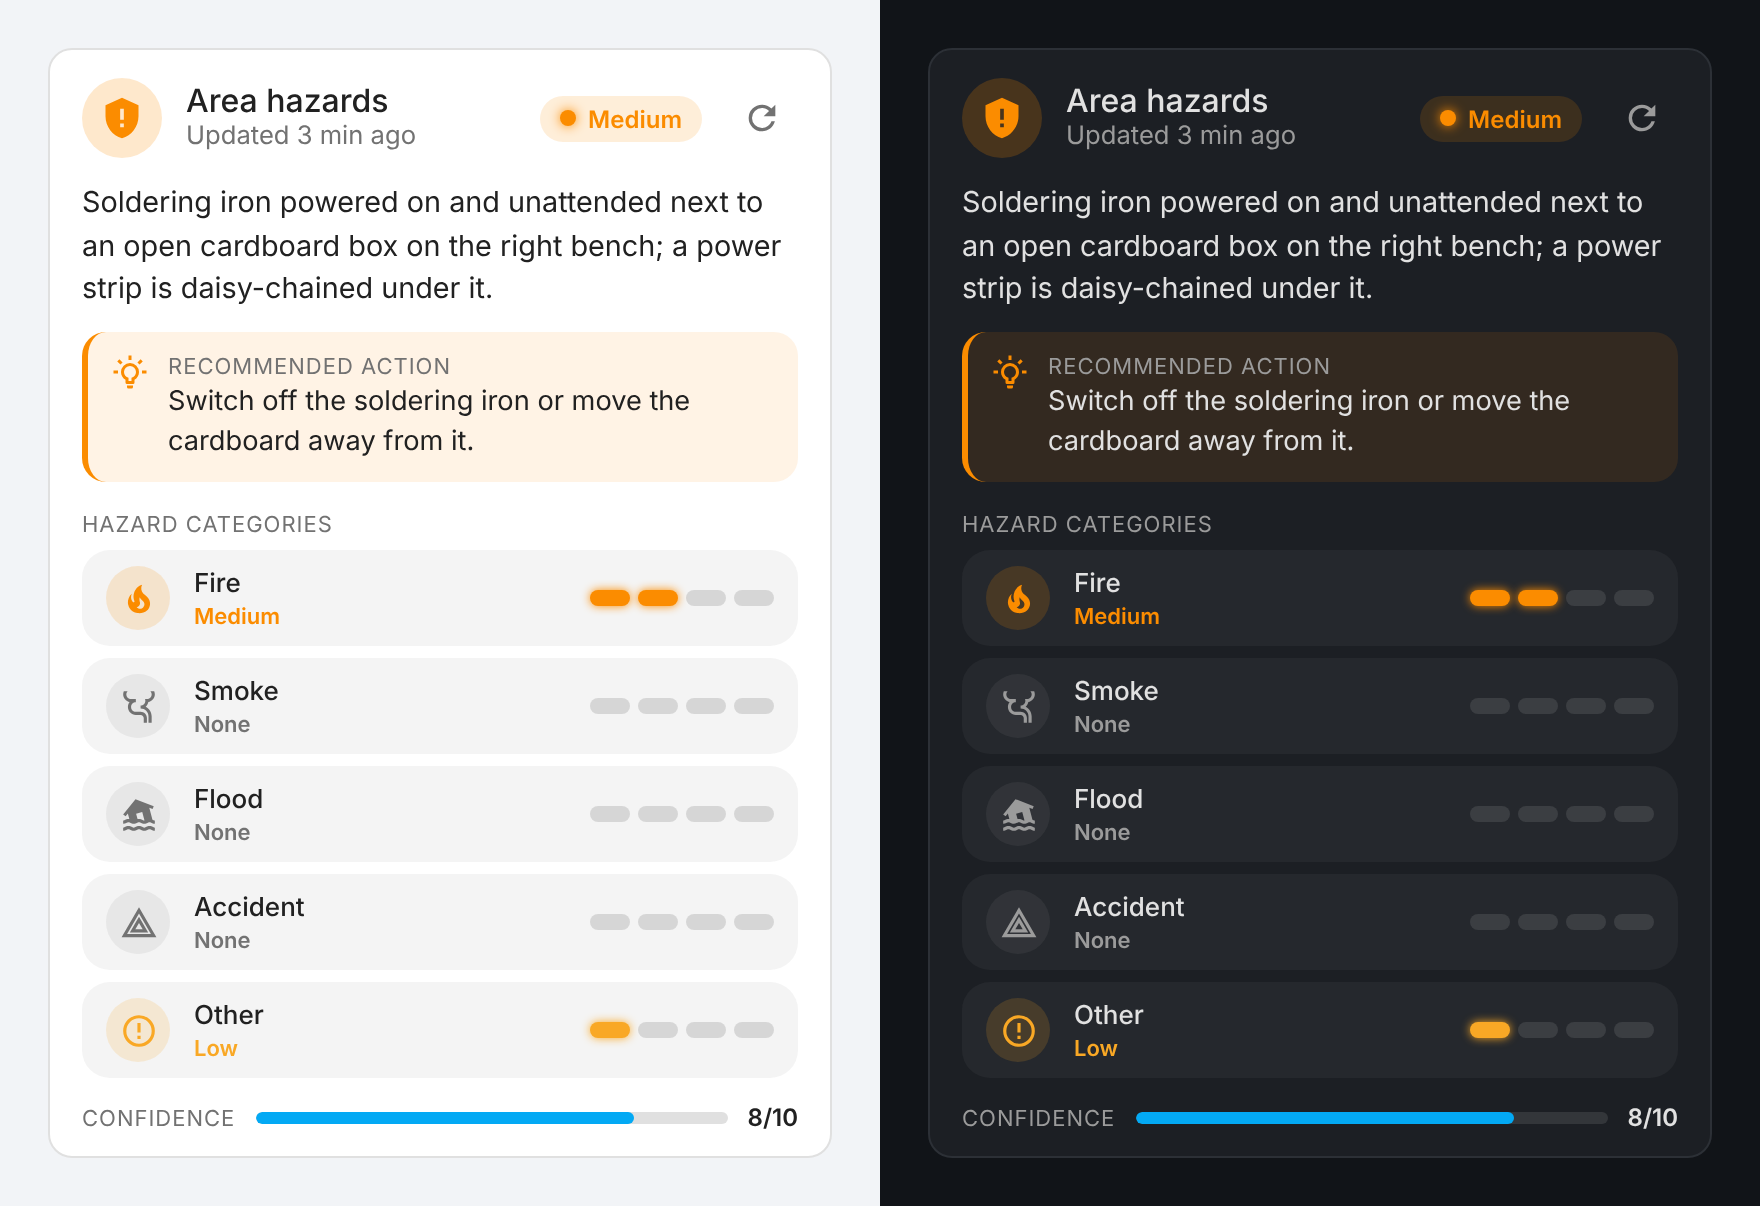 Area hazards
Updated 3 min ago
Medium
Soldering iron powered on and unattended next to
an open cardboard box on the right bench; a power
strip is daisy-chained under it.
RECOMMENDED ACTION
Switch off the soldering iron or move the
cardboard away from it.
HAZARD CATEGORIES
Fire
Medium
Smoke
None
Flood
None
Accident
None
Other
Low
CONFIDENCE 8/10
Area hazards
Updated 3 min ago
Medium
Soldering iron powered on and unattended next to
an open cardboard box on the right bench; a power
strip is daisy-chained under it.
RECOMMENDED ACTION
Switch off the soldering iron or move the
cardboard away from it.
HAZARD CATEGORIES
Fire
Medium
Smoke
None
Flood
None
Accident
None
Other
Low
CONFIDENCE 8/10